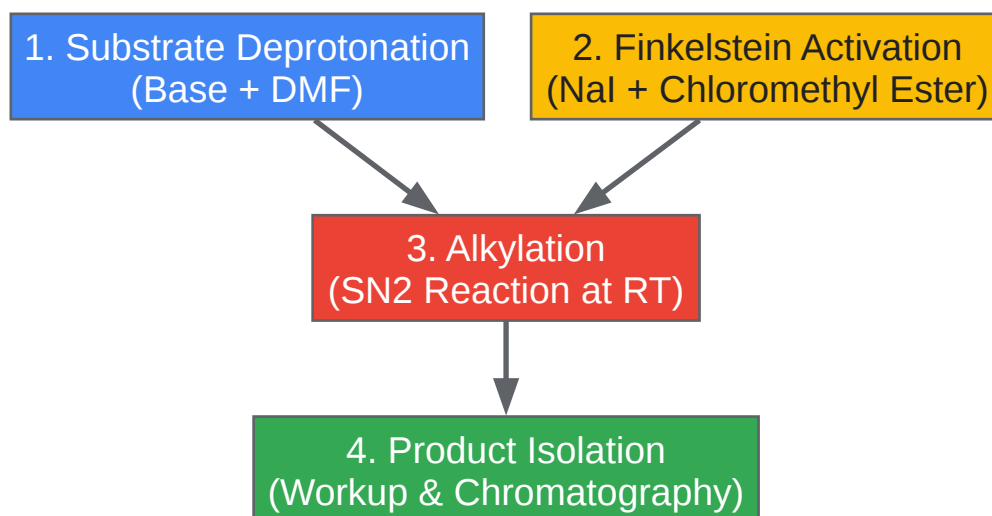 1. Substrate Deprotonation
(Base + DMF)
2. Finkelstein Activation
(NaI + Chloromethyl Ester)
3. Alkylation
(SN2 Reaction at RT)
4. Product Isolation
(Workup & Chromatography)